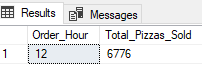 Results Messages
Order_Hour Total_Pizzas_Sold
1 12 6776